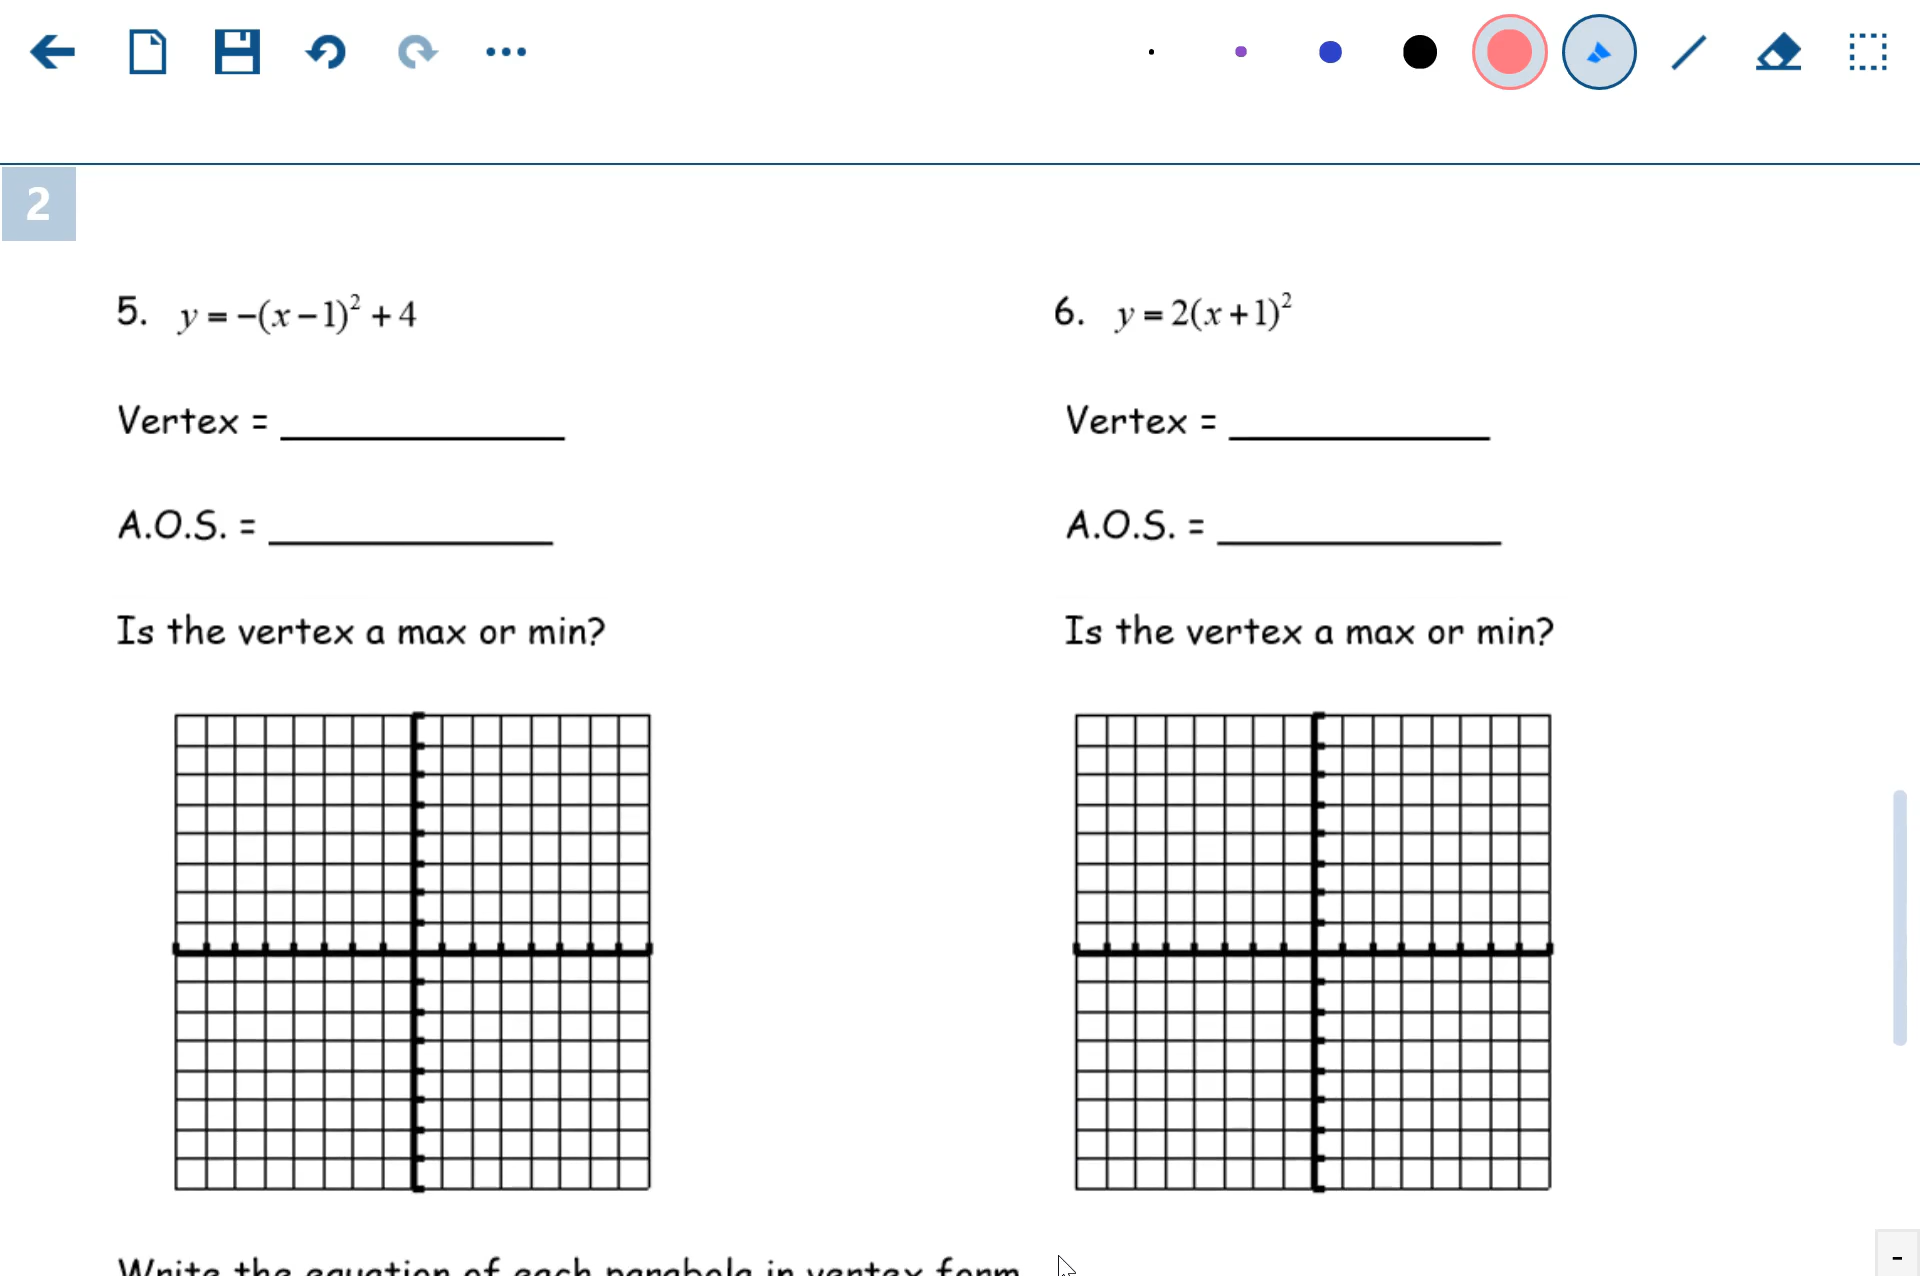 2
5. y = -(x-1)² + 4
6. y = 2(x+1)²
Vertex = ____________
Vertex = ____________
A.O.S. = ____________
A.O.S. = ____________
Is the vertex a max or min?
Is the vertex a max or min?
Write the equation of each parabola in vertex form
-